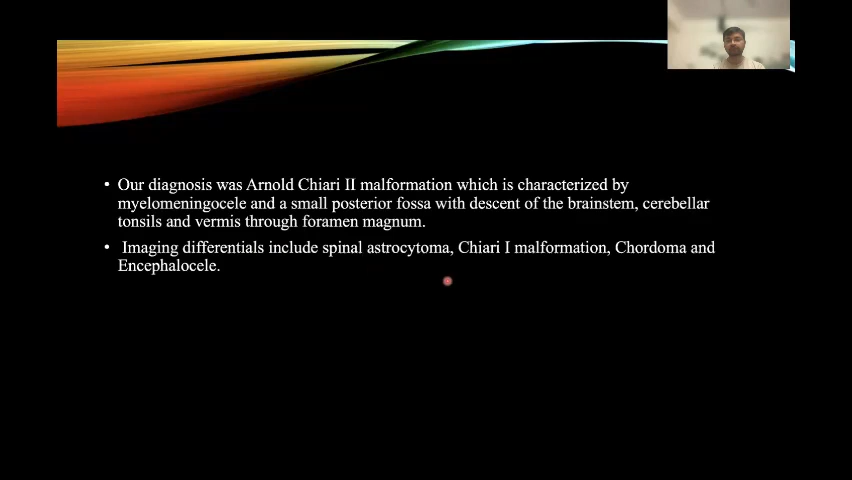 • Our diagnosis was Arnold Chiari II malformation which is characterized by
myelomeningocele and a small posterior fossa with descent of the brainstem, cerebellar
tonsils and vermis through foramen magnum.
• Imaging differentials include spinal astrocytoma, Chiari I malformation, Chordoma and
Encephalocele.